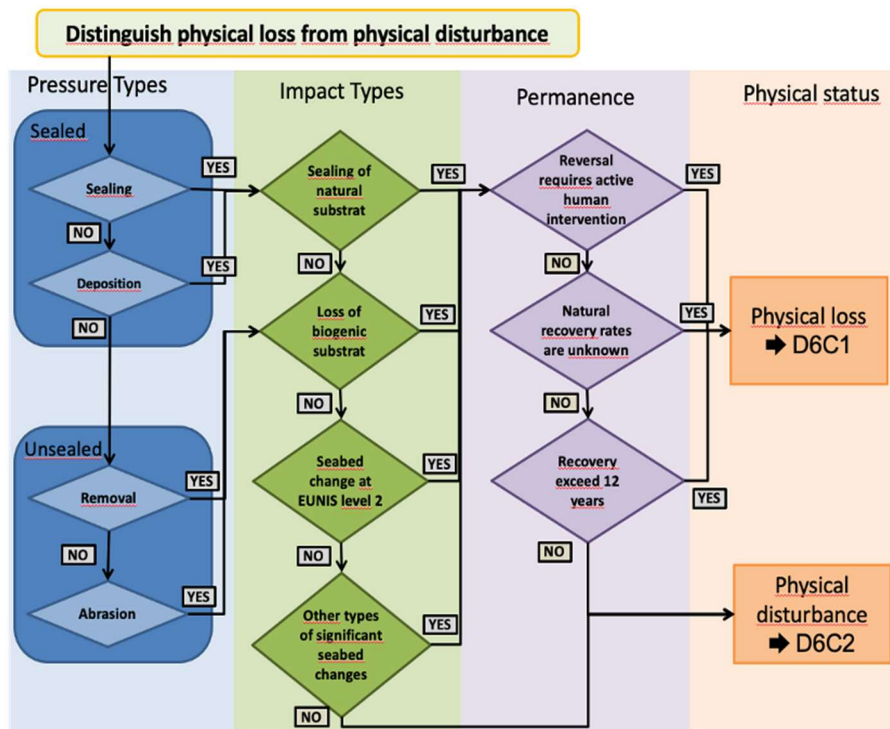 Distinguish physical loss from physical disturbance
Pressure Types
Impact Types
Permanence
Physical status
Sealed
Sealing
YES
NO
Deposition
YES
NO
Unsealed
Removal
YES
NO
Abrasion
YES
Sealing of
natural
substrat
YES
NO
Loss of
biogenic
substrat
YES
NO
Seabed
change at
EUNIS level 2
YES
NO
Other types
of significant
seabed
changes
YES
NO
Reversal
requires active
human
intervention
YES
NO
Natural
recovery rates
are unknown
YES
NO
Recovery
exceed 12
years
YES
NO
Physical loss
🡆 D6C1
Physical
disturbance
🡆 D6C2